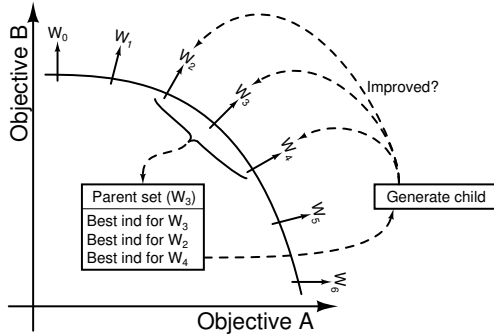 Objective B
W0
W1
W2
W3
W4
W5
W6
Improved?
Parent set (W3)
Best ind for W3
Best ind for W2
Best ind for W4
Generate child
Objective A